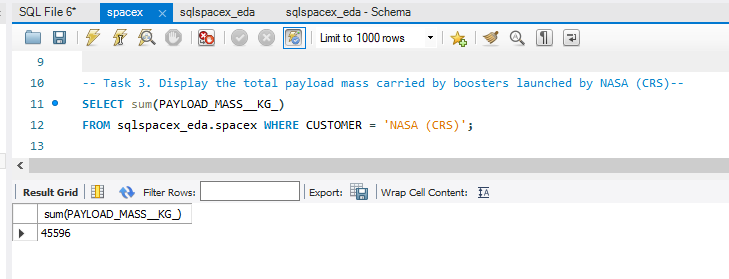 SQL File 6* spacex sqlspacex_eda sqlspacex_eda - Schema
Limit to 1000 rows
9
10 -- Task 3. Display the total payload mass carried by boosters launched by NASA (CRS)--
11 SELECT sum(PAYLOAD_MASS__KG_)
12 FROM sqlspacex_eda.spacex WHERE CUSTOMER = 'NASA (CRS)';
13
Result Grid Filter Rows: Export: Wrap Cell Content:
sum(PAYLOAD_MASS__KG_)
45596